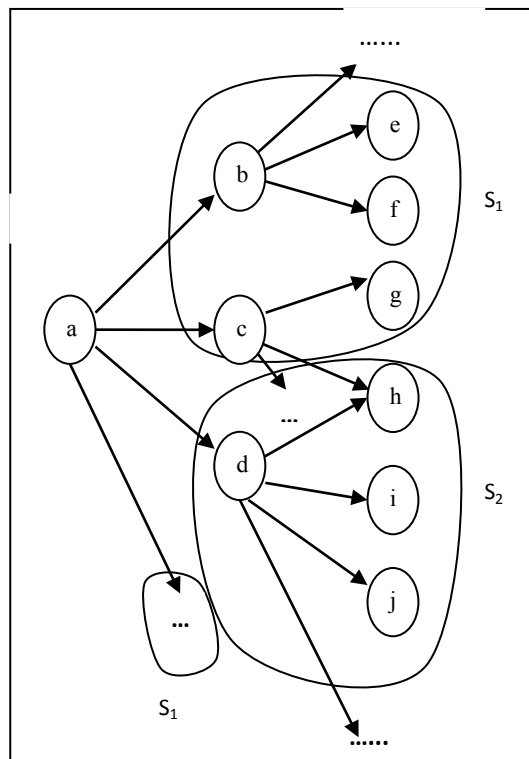 ……
e
b
f
S₁
g
a
c
h
...
d
i
S₂
j
...
S₁
……